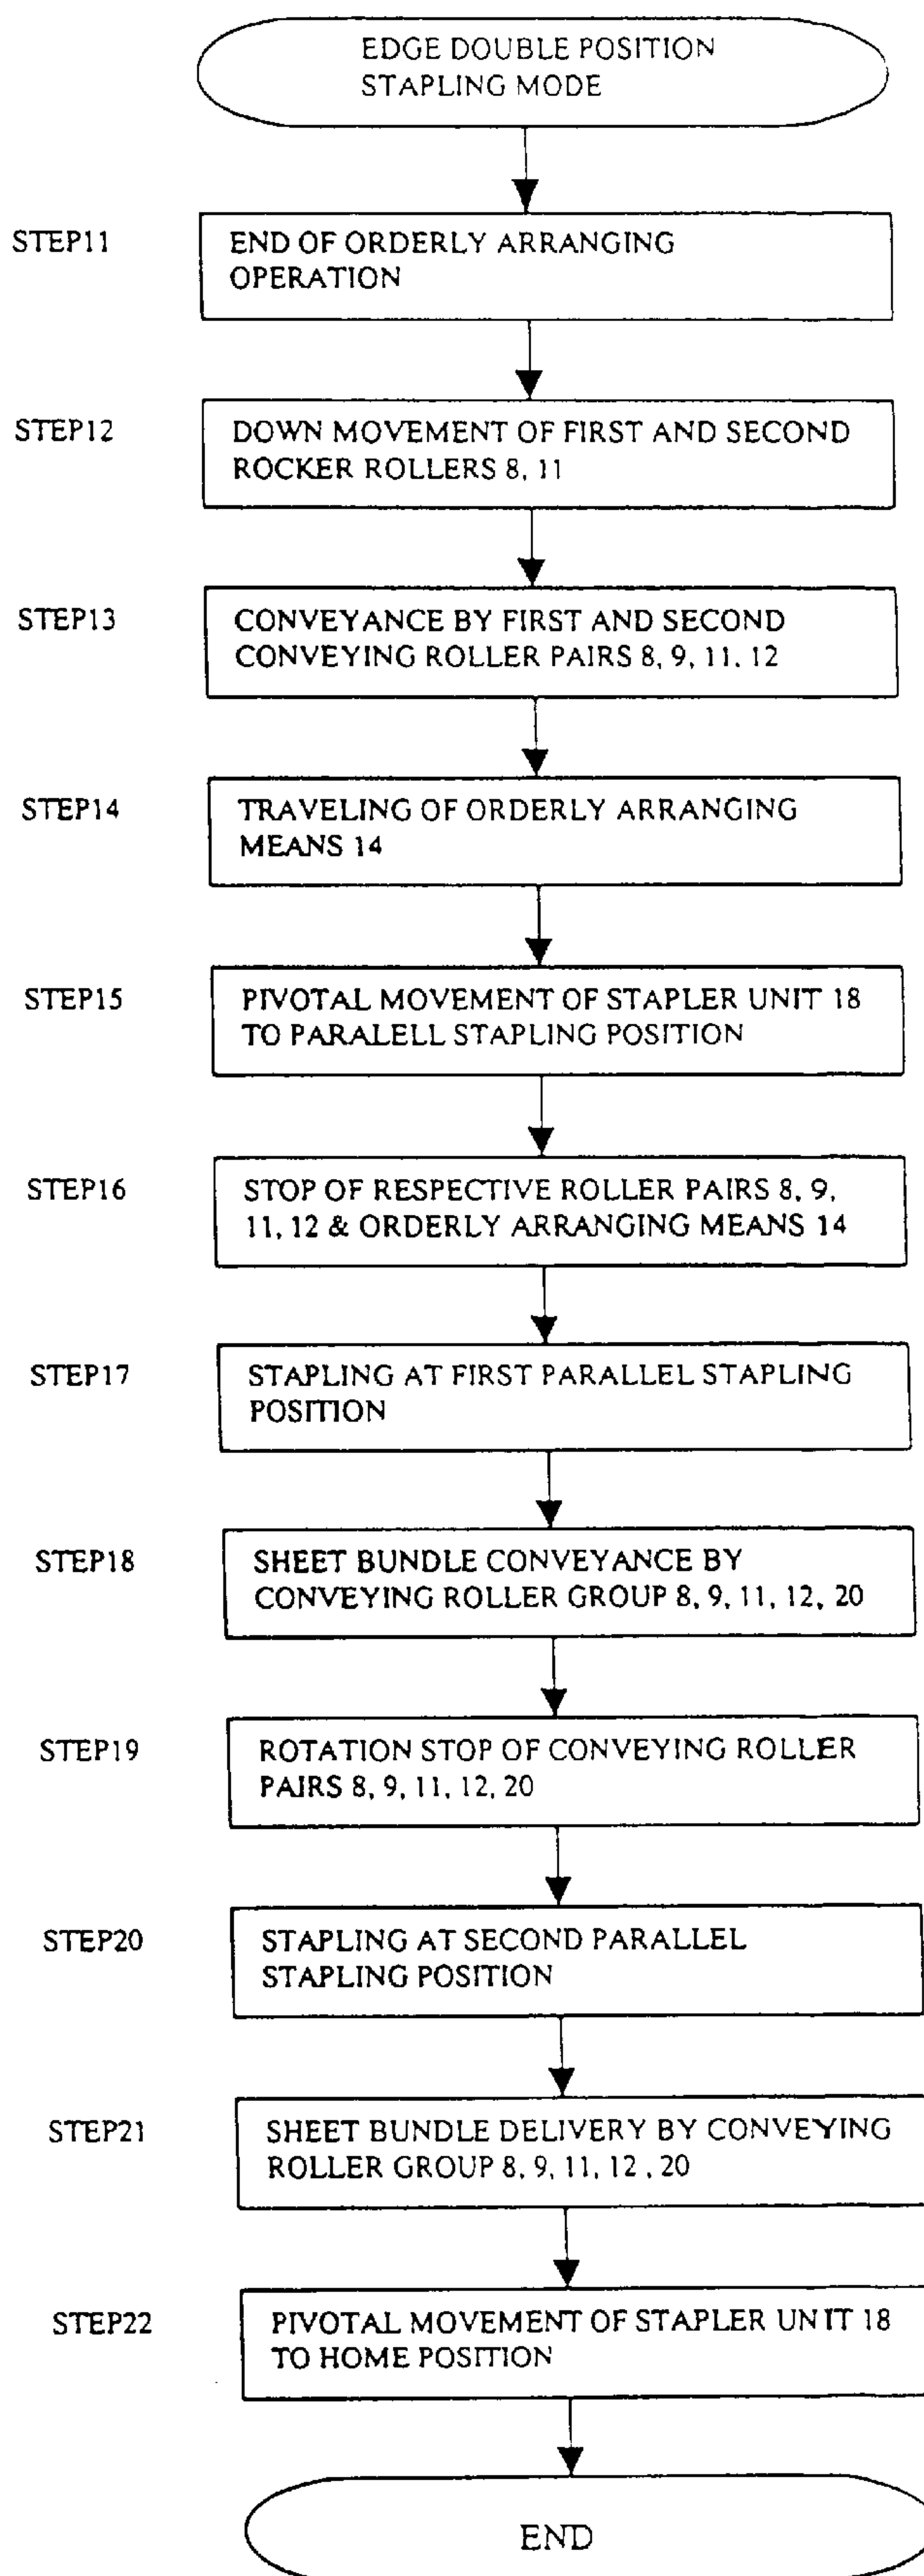 EDGE DOUBLE POSITION
STAPLING MODE
STEP11
END OF ORDERLY ARRANGING
OPERATION
STEP12
DOWN MOVEMENT OF FIRST AND SECOND
ROCKER ROLLERS 8, 11
STEP13
CONVEYANCE BY FIRST AND SECOND
CONVEYING ROLLER PAIRS 8, 9, 11, 12
STEP14
TRAVELING OF ORDERLY ARRANGING
MEANS 14
STEP15
PIVOTAL MOVEMENT OF STAPLER UNIT 18
TO PARALELL STAPLING POSITION
STEP16
STOP OF RESPECTIVE ROLLER PAIRS 8, 9,
11, 12 & ORDERLY ARRANGING MEANS 14
STEP17
STAPLING AT FIRST PARALLEL STAPLING
POSITION
STEP18
SHEET BUNDLE CONVEYANCE BY
CONVEYING ROLLER GROUP 8, 9, 11, 12, 20
STEP19
ROTATION STOP OF CONVEYING ROLLER
PAIRS 8, 9, 11, 12, 20
STEP20
STAPLING AT SECOND PARALLEL
STAPLING POSITION
STEP21
SHEET BUNDLE DELIVERY BY CONVEYING
ROLLER GROUP 8, 9, 11, 12, 20
STEP22
PIVOTAL MOVEMENT OF STAPLER UNIT 18
TO HOME POSITION
END